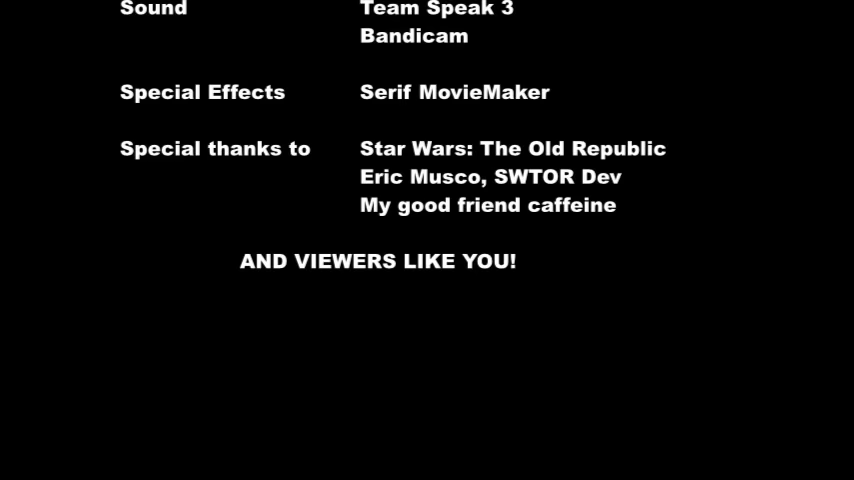 Sound Team Speak 3
Bandicam
Special Effects Serif MovieMaker
Special thanks to Star Wars: The Old Republic
Eric Musco, SWTOR Dev
My good friend caffeine
AND VIEWERS LIKE YOU!